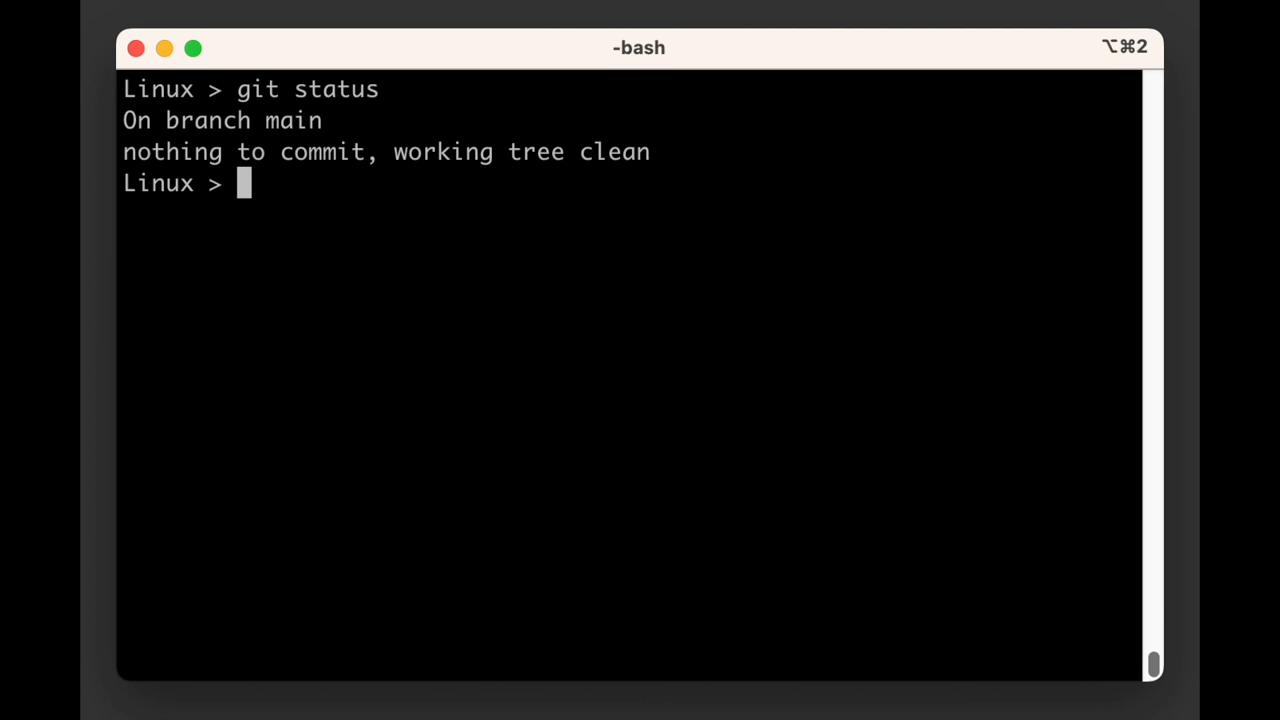 -bash
⌥⌘2
Linux > git status
On branch main
nothing to commit, working tree clean
Linux >